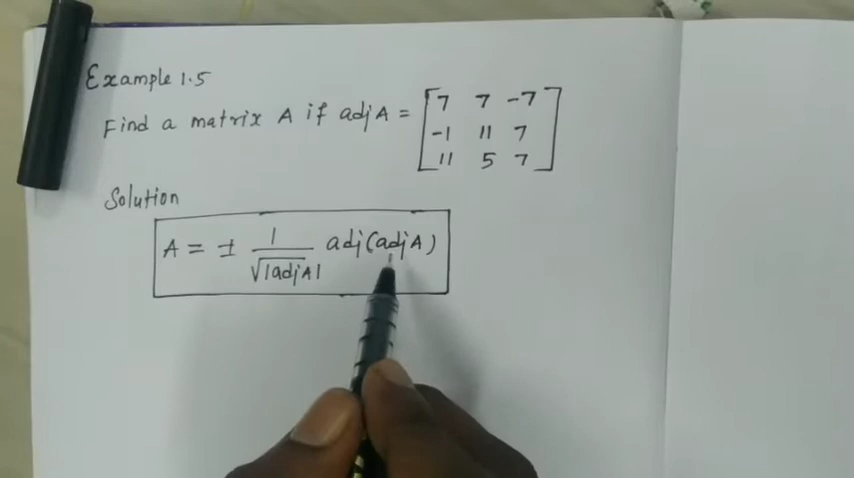 Example 1.5
Find a matrix A if adj A = [7 7 -7
-1 11 7
11 5 7]
Solution
A = ± 1/√|adj A| adj(adj A)